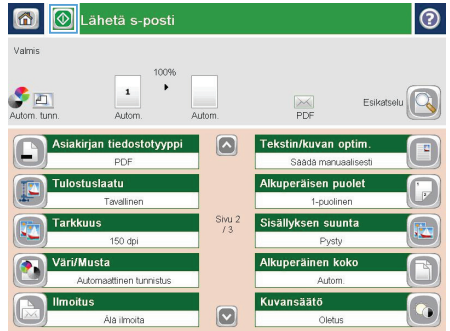 Lähetä s-posti
?
Valmis
100%
1
Autom. tunn.
Autom.
Autom.
PDF
Esikatselu
Asiakirjan tiedostotyyppi
PDF
Tekstin/kuvan optim.
Säädä manuaalisesti
Tulostuslaatu
Tavallinen
Alkuperäisen puolet
1-puolinen
Tarkkuus
150 dpi
Sivu 2
/ 3
Sisällyksen suunta
Pysty
Väri/Musta
Automaattinen tunnistus
Alkuperäinen koko
Autom.
Ilmoitus
Älä ilmoita
Kuvansäätö
Oletus